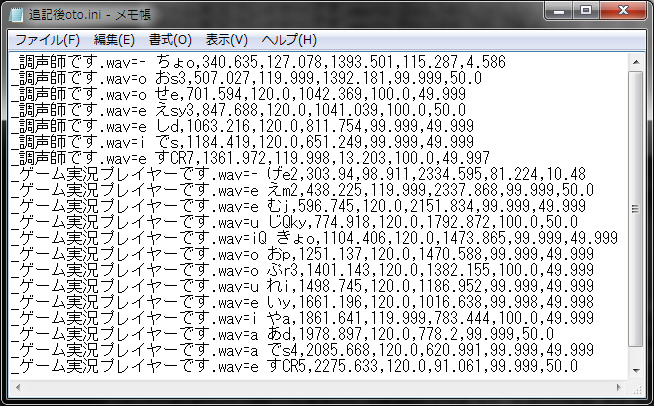 追記後oto.ini - メモ帳
ファイル(F) 編集(E) 書式(O) 表示(V) ヘルプ(H)
_調声師です.wav=- ちょo,340.635,127.078,1393.501,115.287,4.586
_調声師です.wav=o おs3,507.027,119.999,1392.181,99.999,50.0
_調声師です.wav=o せe,701.594,120.0,1042.369,100.0,49.999
_調声師です.wav=e えsy3,847.688,120.0,1041.039,100.0,50.0
_調声師です.wav=e しd,1063.216,120.0,811.754,99.999,49.999
_調声師です.wav=i でs,1184.419,120.0,651.249,99.999,49.999
_調声師です.wav=e すCR7,1361.972,119.998,13.203,100.0,49.997
_ゲーム実況プレイヤーです.wav=- げe2,303.94,98.911,2334.595,81.224,10.48
_ゲーム実況プレイヤーです.wav=e えm2,438.225,119.999,2337.868,99.999,50.0
_ゲーム実況プレイヤーです.wav=e むj,596.745,120.0,2151.834,99.999,49.999
_ゲーム実況プレイヤーです.wav=u じQky,774.918,120.0,1792.872,100.0,50.0
_ゲーム実況プレイヤーです.wav=iQ きょo,1104.406,120.0,1473.865,99.999,49.999
_ゲーム実況プレイヤーです.wav=o おp,1251.137,120.0,1470.588,99.999,49.999
_ゲーム実況プレイヤーです.wav=o ぷr3,1401.143,120.0,1382.155,100.0,49.999
_ゲーム実況プレイヤーです.wav=u れi,1498.745,120.0,1186.952,99.999,49.999
_ゲーム実況プレイヤーです.wav=e いy,1661.196,120.0,1016.638,99.998,49.998
_ゲーム実況プレイヤーです.wav=i やa,1861.641,119.999,783.444,100.0,49.999
_ゲーム実況プレイヤーです.wav=a あd,1978.897,120.0,778.2,99.999,50.0
_ゲーム実況プレイヤーです.wav=a でs4,2085.668,120.0,620.991,99.999,49.999
_ゲーム実況プレイヤーです.wav=e すCR5,2275.633,120.0,91.061,99.999,50.0